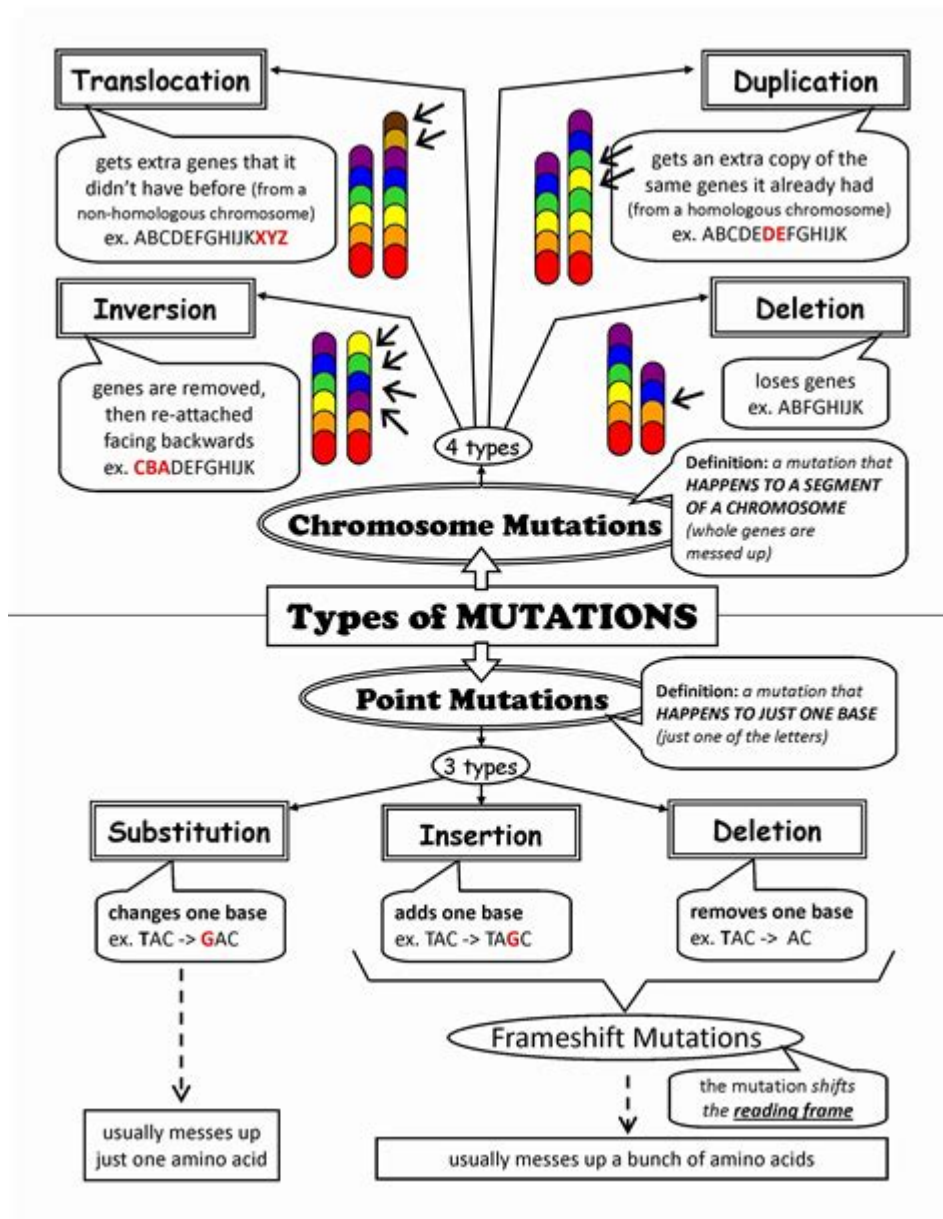 Translocation
gets extra genes that it
didn't have before (from a
non-homologous chromosome)
ex. ABCDEFGHIJKXYZ
Duplication
gets an extra copy of the
same genes it already had
(from a homologous chromosome)
ex. ABCDEDEFGHIJK
Inversion
genes are removed,
then re-attached
facing backwards
ex. CBADEFGHIJK
Deletion
loses genes
ex. ABFGHIJK
4 types
Chromosome Mutations
Definition: a mutation that
HAPPENS TO A SEGMENT
OF A CHROMOSOME
(whole genes are
messed up)
Types of MUTATIONS
Point Mutations
Definition: a mutation that
HAPPENS TO JUST ONE BASE
(just one of the letters)
3 types
Substitution
changes one base
ex. TAC -> GAC
usually messes up
just one amino acid
Insertion
adds one base
ex. TAC -> TAGC
Deletion
removes one base
ex. TAC -> AC
Frameshift Mutations
the mutation shifts
the reading frame
usually messes up a bunch of amino acids